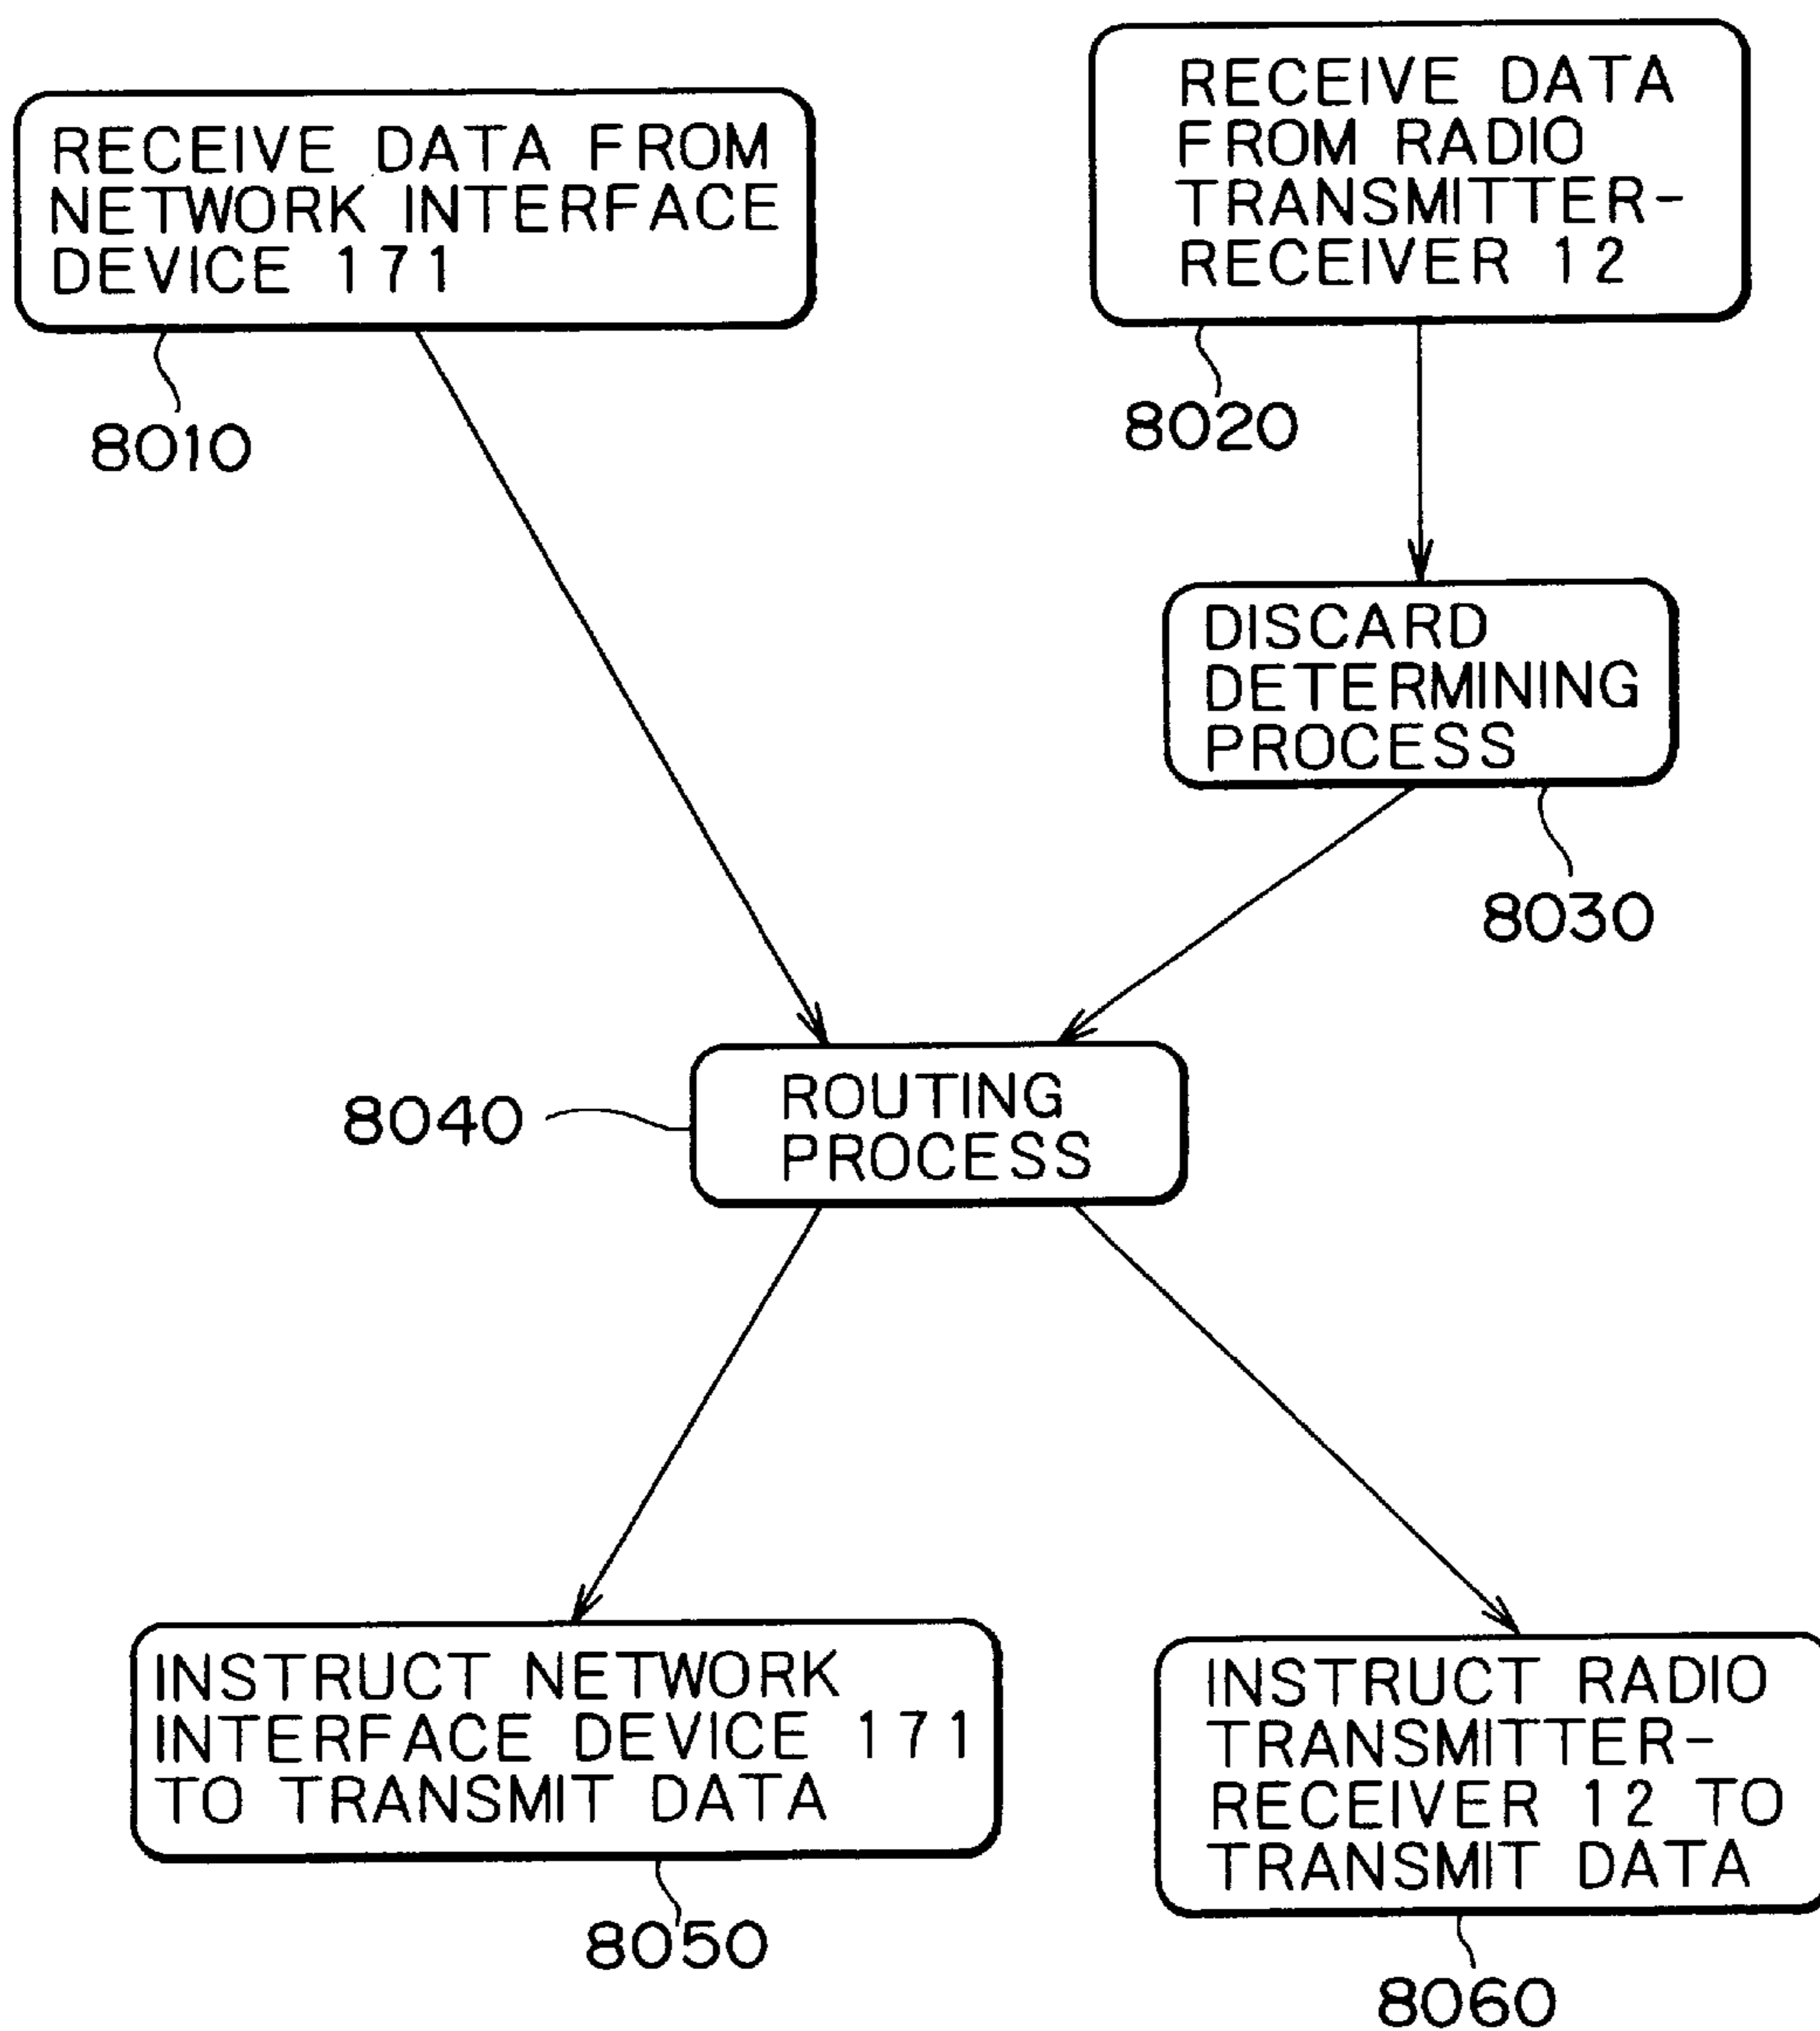 RECEIVE DATA FROM
NETWORK INTERFACE
DEVICE 171
8010
RECEIVE DATA
FROM RADIO
TRANSMITTER-
RECEIVER 12
8020
DISCARD
DETERMINING
PROCESS
8030
ROUTING
PROCESS
8040
INSTRUCT NETWORK
INTERFACE DEVICE 171
TO TRANSMIT DATA
8050
INSTRUCT RADIO
TRANSMITTER-
RECEIVER 12 TO
TRANSMIT DATA
8060